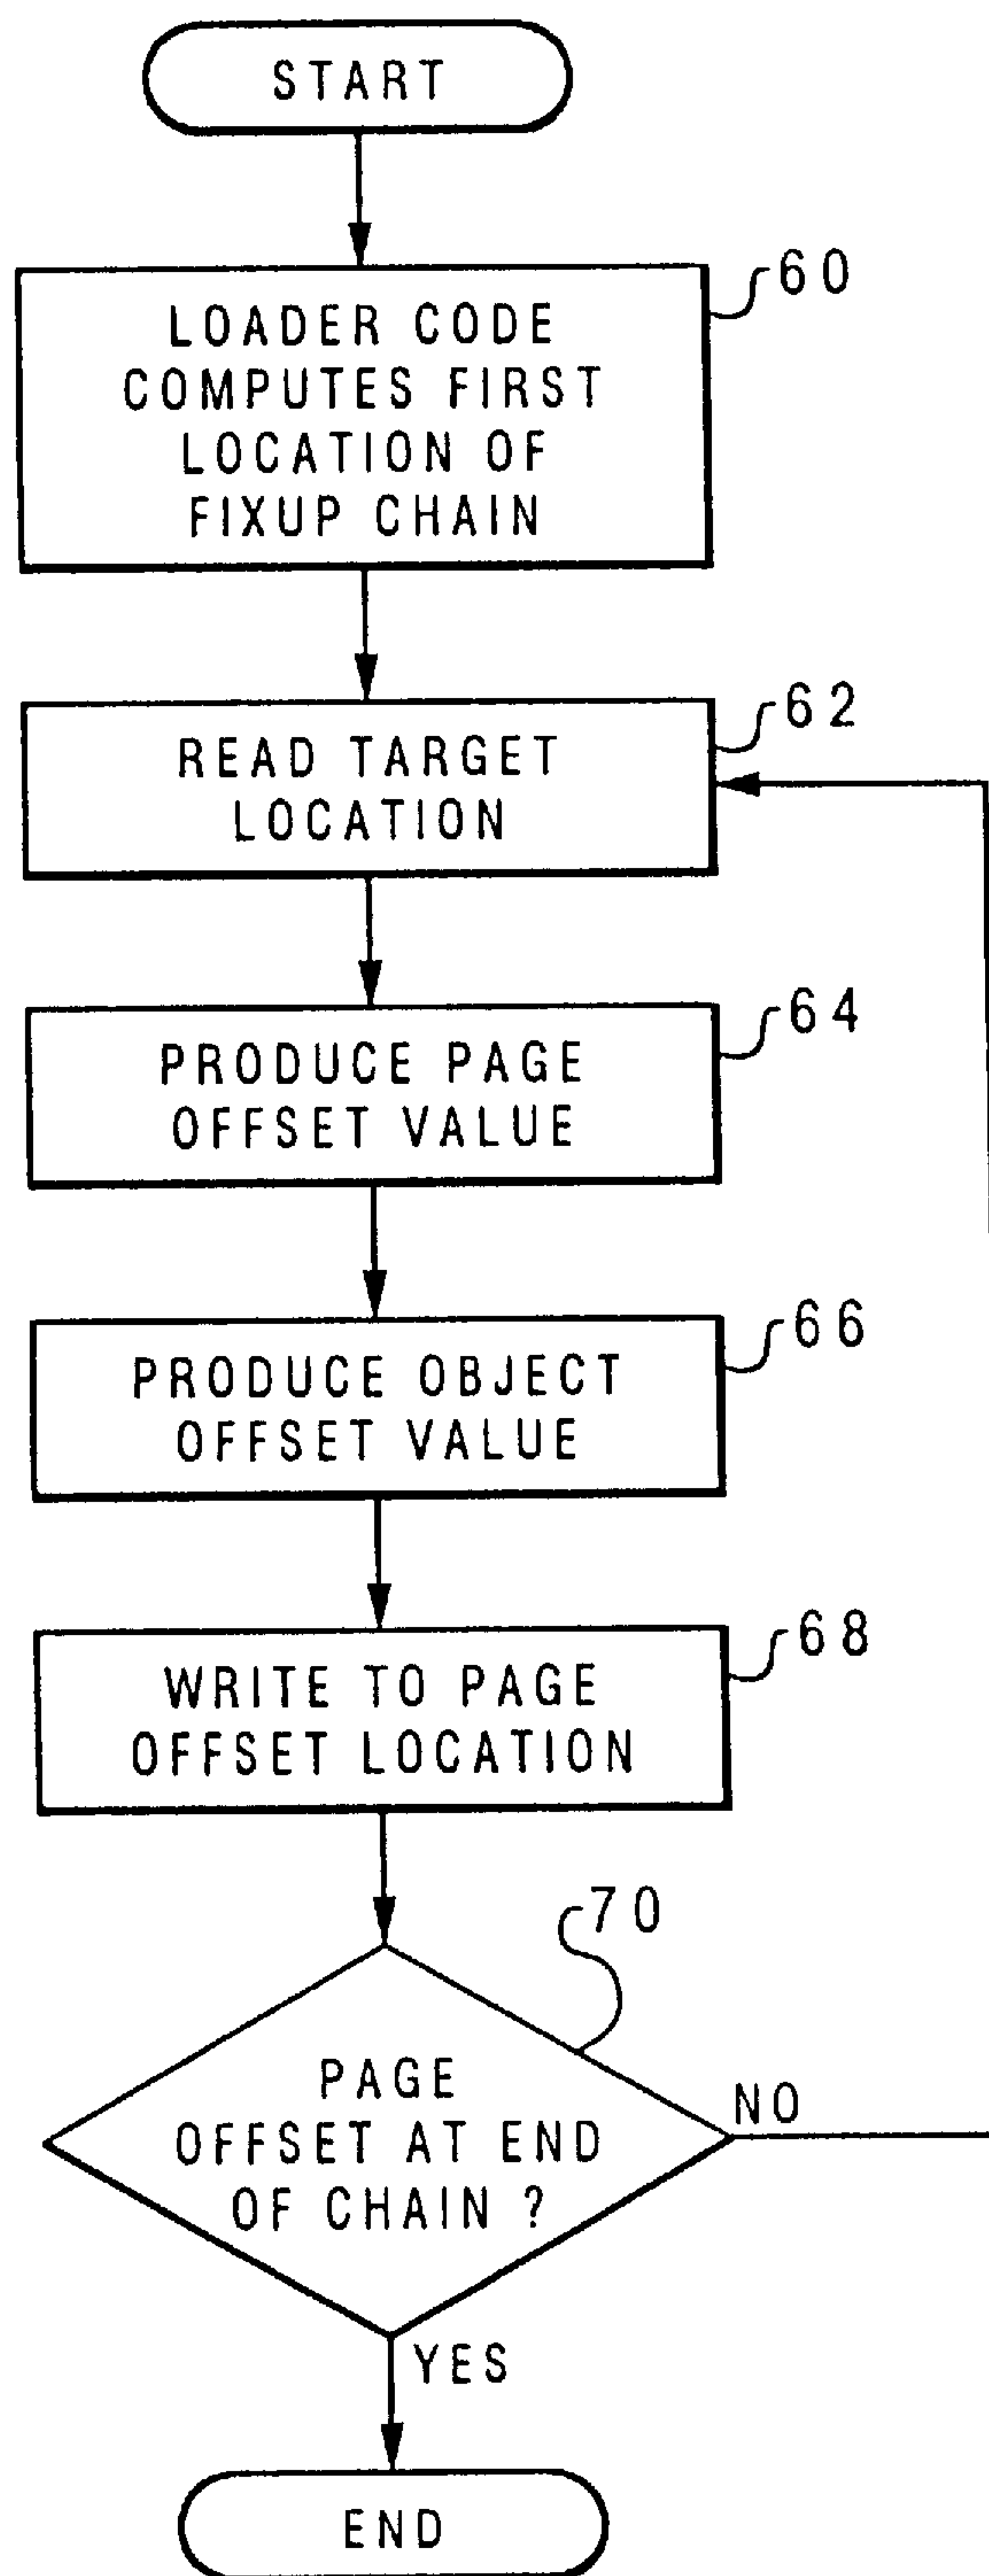 START
60
LOADER CODE
COMPUTES FIRST
LOCATION OF
FIXUP CHAIN
62
READ TARGET
LOCATION
64
PRODUCE PAGE
OFFSET VALUE
66
PRODUCE OBJECT
OFFSET VALUE
68
WRITE TO PAGE
OFFSET LOCATION
70
PAGE
OFFSET AT END
OF CHAIN ?
NO
YES
END